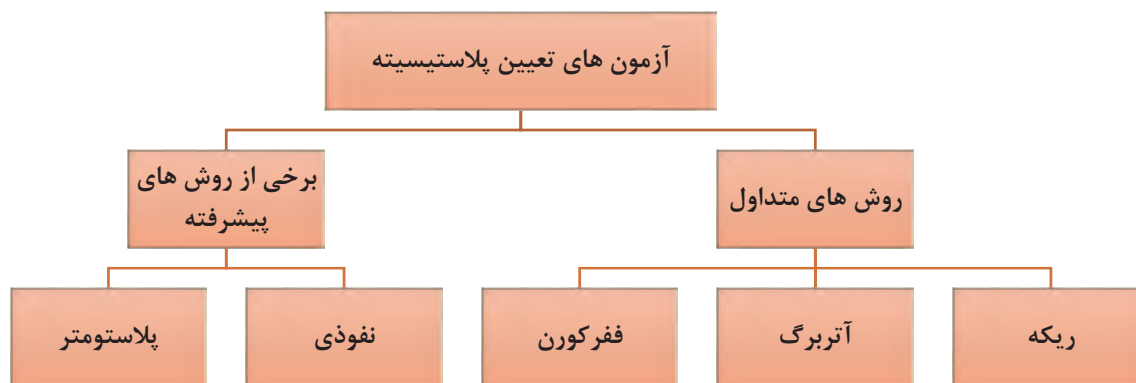 آزمون های تعیین پلاستیسیته
روش های متداول
برخی از روش های
پیشرفته
ریکه
آتربرگ
ففرکورن
نفوذی
پلاستومتر